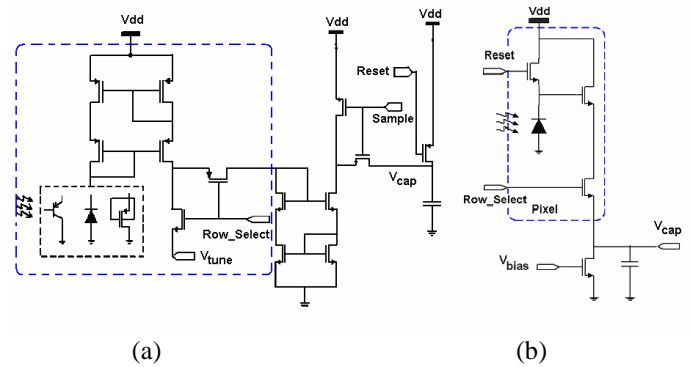 Vdd
Row_Select
Vtune
Vdd
Vdd
Reset
Sample
Vcap
(a)
Vdd
Reset
Row_Select
Pixel
Vcap
Vbias
(b)